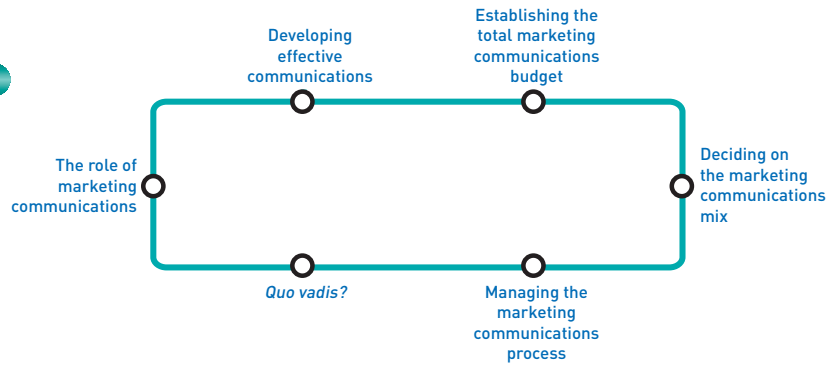 The role of
marketing
communications
Developing
effective
communications
Establishing the
total marketing
communications
budget
Deciding on
the marketing
communications
mix
Managing the
marketing
communications
process
Quo vadis?